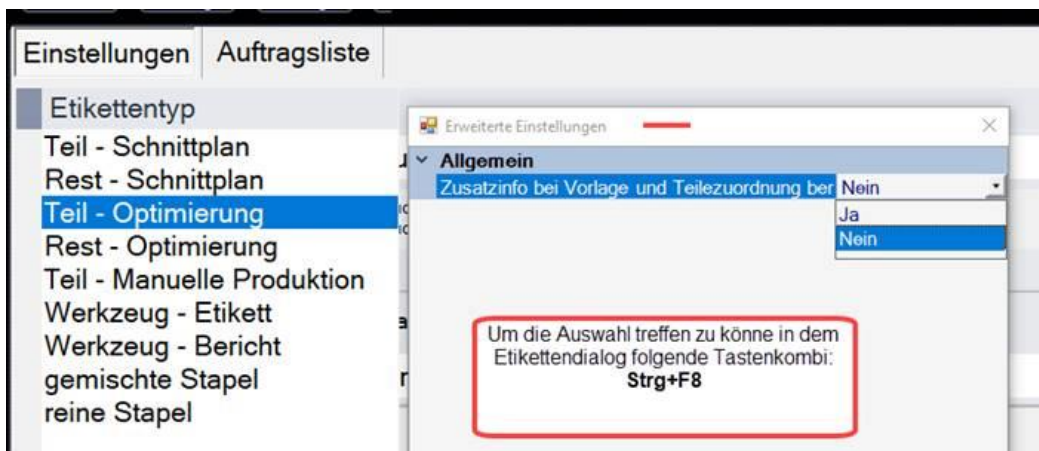 Einstellungen
Auftragsliste
Etikettentyp
Teil - Schnittplan
Rest - Schnittplan
Teil - Optimierung
Rest - Optimierung
Teil - Manuelle Produktion
Werkzeug - Etikett
Werkzeug - Bericht
gemischte Stapel
reine Stapel
Erweiterte Einstellungen
Allgemein
Zusatzinfo bei Vorlage und Teilezuordnung ber Nein
Ja
Nein
Um die Auswahl treffen zu könne in dem
Etikettendialog folgende Tastenkombi:
Strg+F8